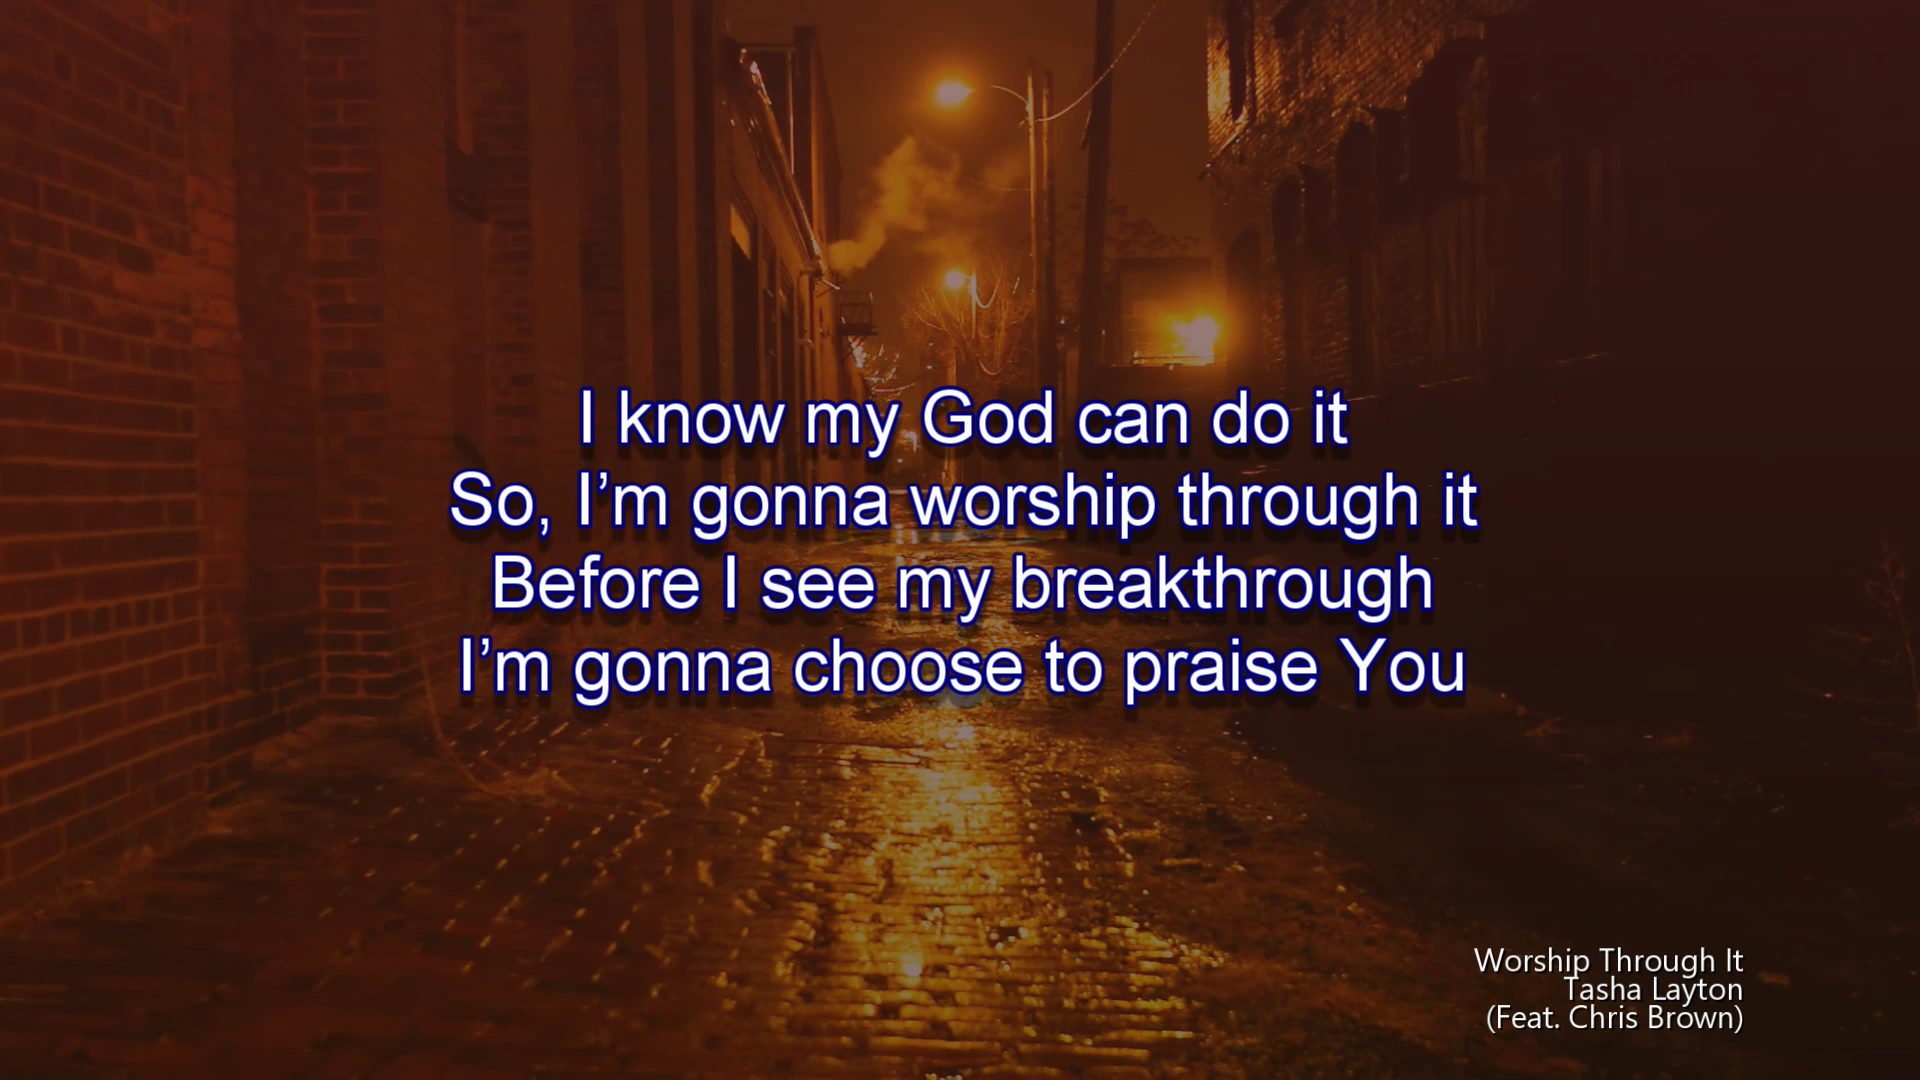 I know my God can do it
So, I’m gonna worship through it
Before I see my breakthrough
I’m gonna choose to praise You
Worship Through It
Tasha Layton
(Feat. Chris Brown)